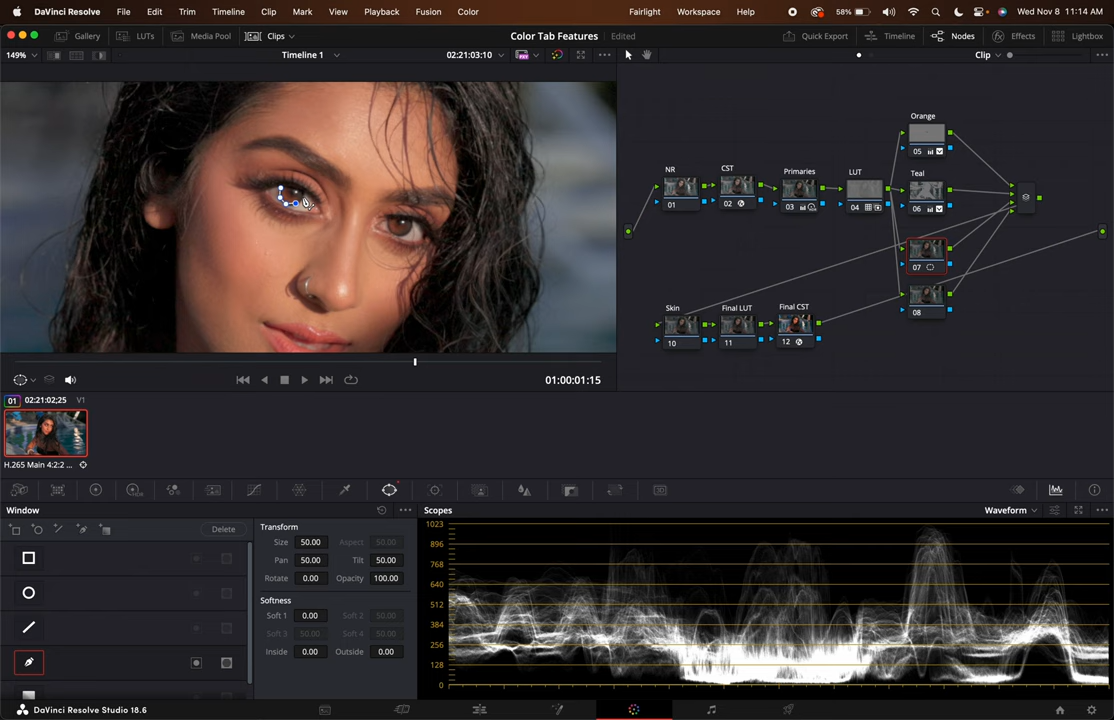 DaVinci Resolve File Edit Trim Timeline Clip Mark View Playback Fusion Color Fairlight Workspace Help 58% Wed Nov 8 11:14 AM
Gallery LUTs Media Pool Clips Color Tab Features Edited Quick Export Timeline Nodes Effects Lightbox
149% Timeline 1 02:21:03:10 Clip
Orange
05
NR CST Primaries LUT Teal
01 02 03 04 06
07
08
Skin Final LUT Final CST
10 11 12
01:00:01:15
01 02:21:02;25 V1
H.265 Main 4:2:2 ...
Window Scopes Waveform
Delete
Transform
Size 50.00 Aspect 50.00
Pan 50.00 Tilt 50.00
Rotate 0.00 Opacity 100.00
Softness
Soft 1 0.00 Soft 2 50.00
Soft 3 50.00 Soft 4 50.00
Inside 0.00 Outside 0.00
1023
896
768
640
512
384
256
128
0
DaVinci Resolve Studio 18.6